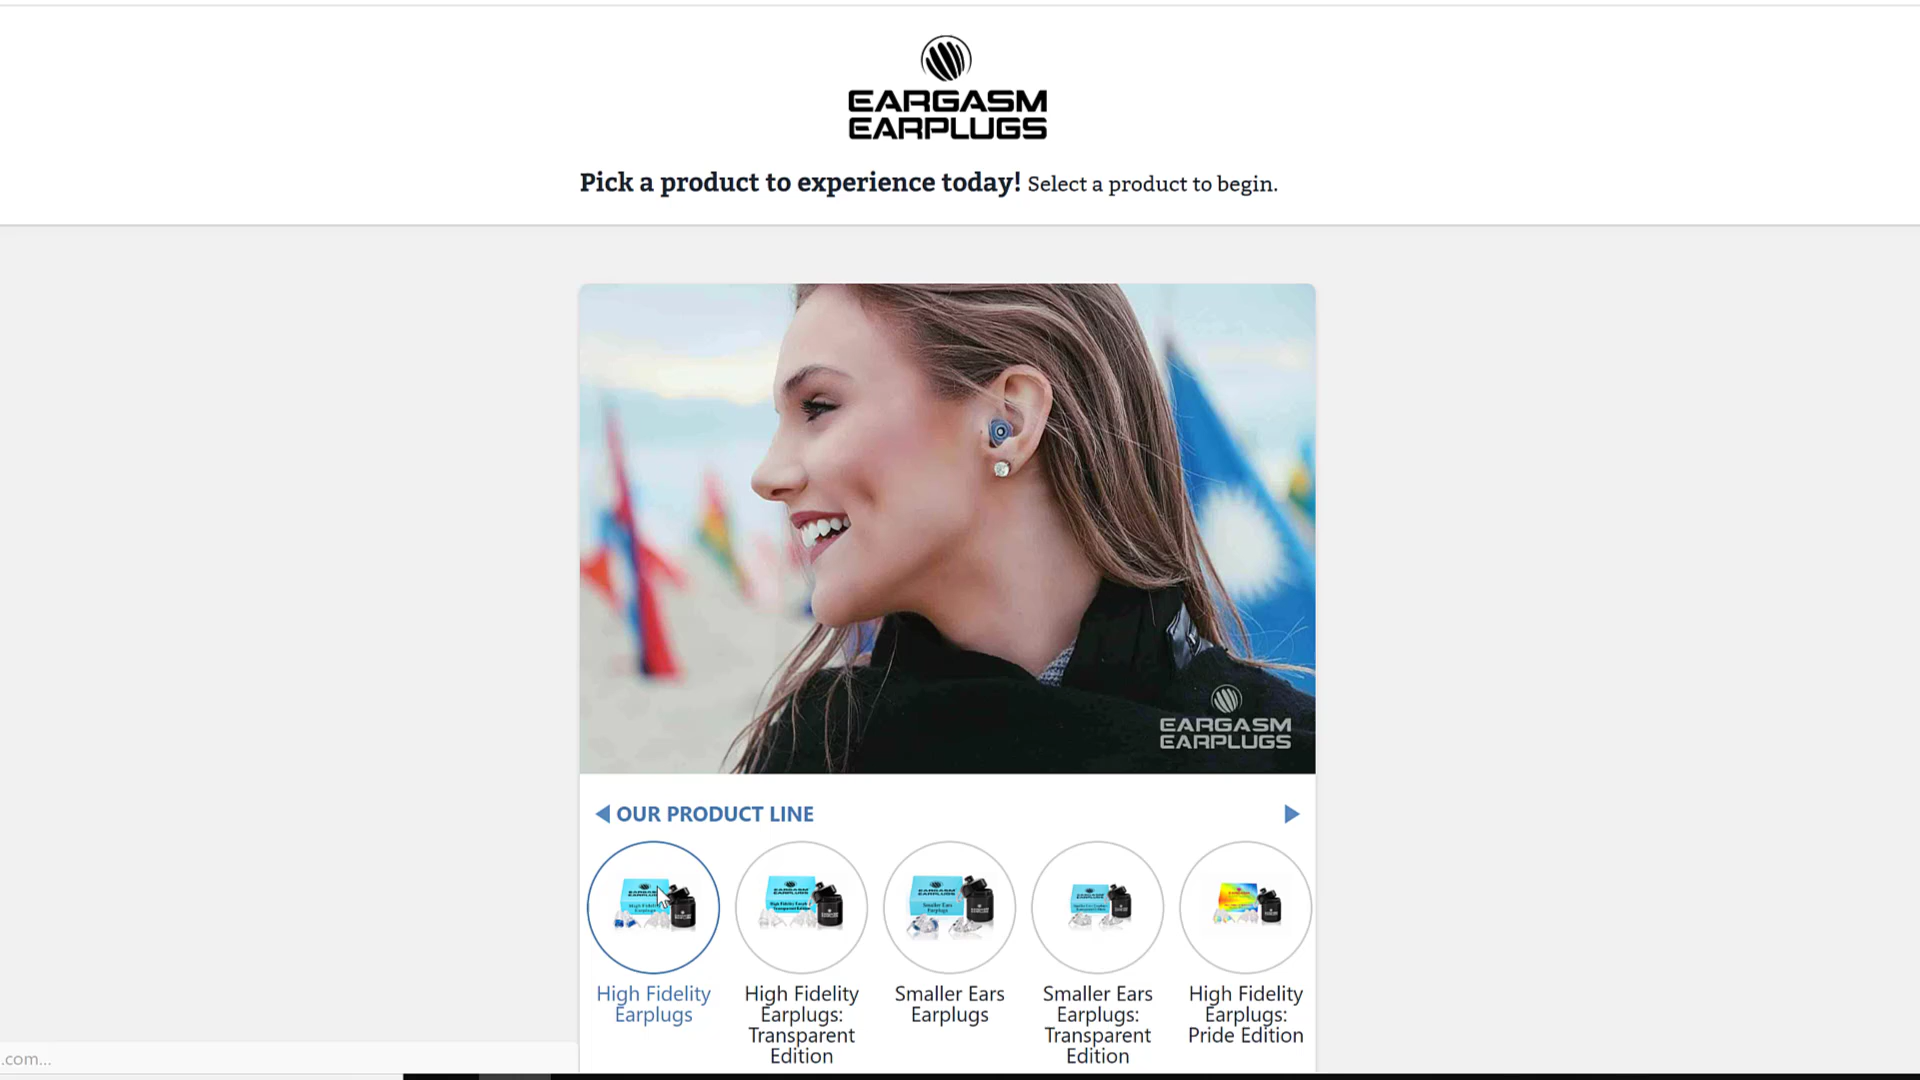 EARGASM
EARPLUGS
Pick a product to experience today! Select a product to begin.
EARGASM
EARPLUGS
OUR PRODUCT LINE
High Fidelity
Earplugs
High Fidelity
Earplugs:
Transparent
Edition
Smaller Ears
Earplugs
Smaller Ears
Earplugs:
Transparent
Edition
High Fidelity
Earplugs:
Pride Edition
.com...